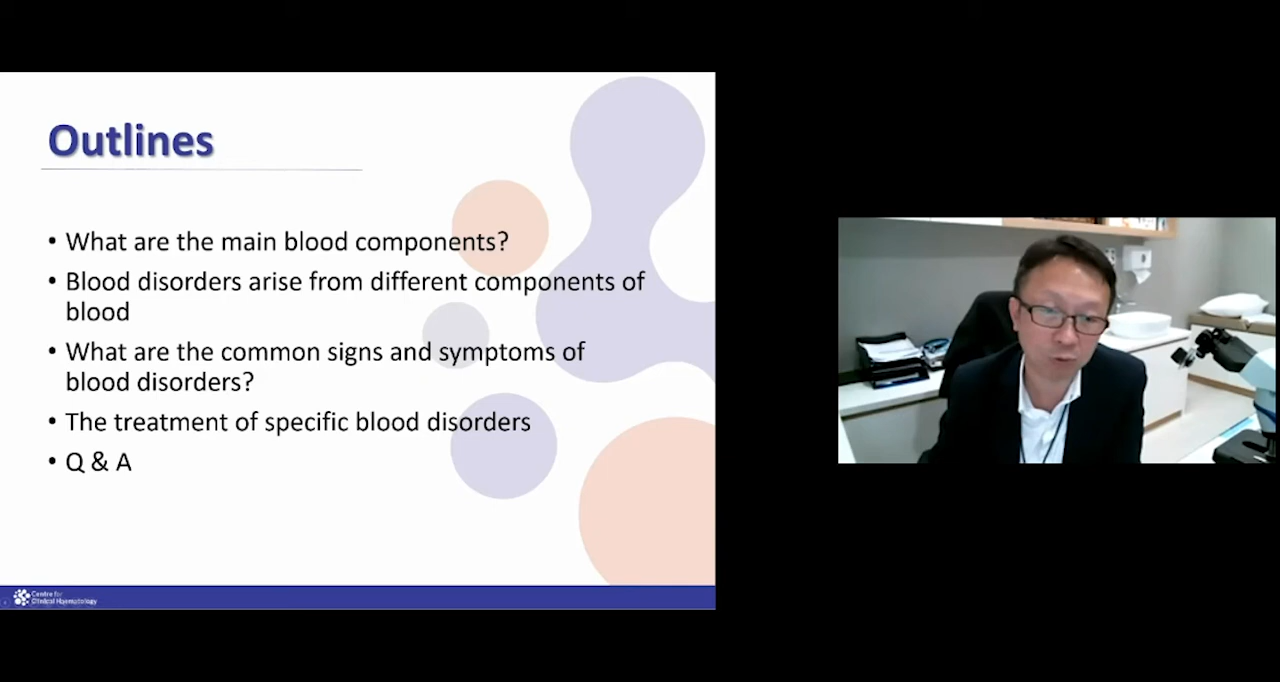 Outlines
• What are the main blood components?
• Blood disorders arise from different components of
blood
• What are the common signs and symptoms of
blood disorders?
• The treatment of specific blood disorders
• Q & A
Centre for
Clinical Haematology